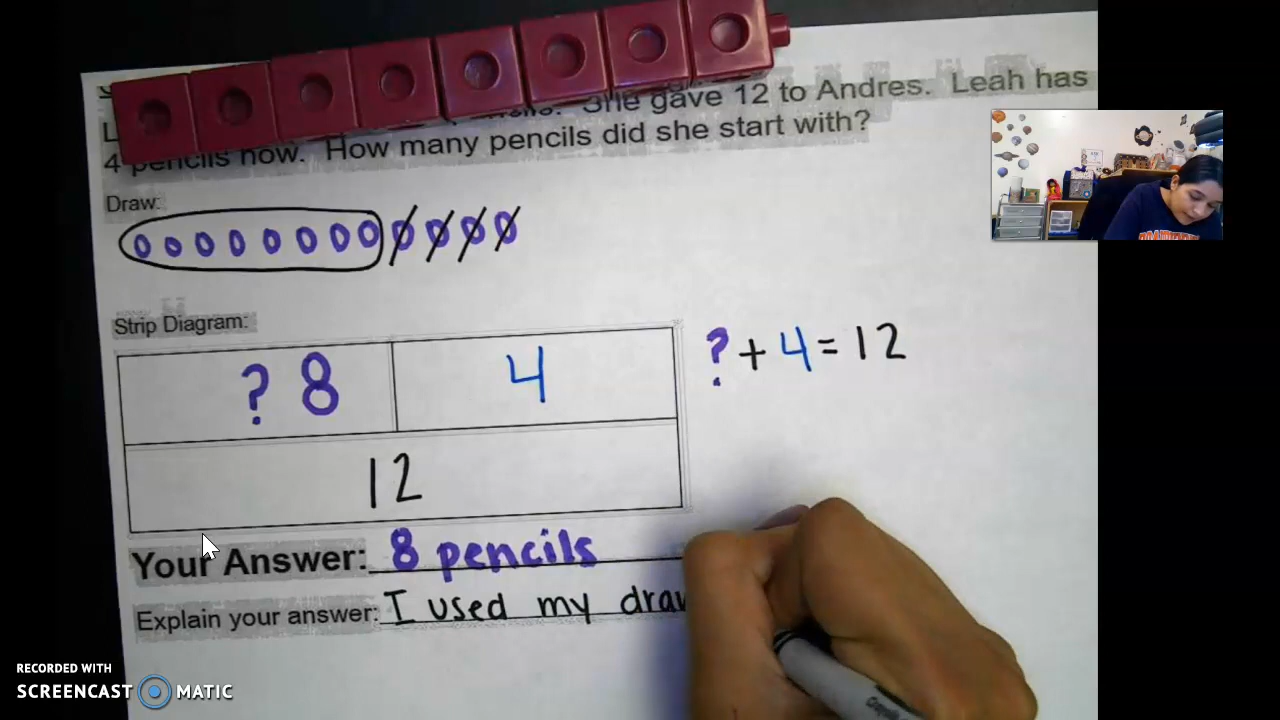 She gave 12 to Andres. Leah has
4 pencils now. How many pencils did she start with?
Draw:
Strip Diagram:
? 8 4
12
? + 4 = 12
Your Answer: 8 pencils
Explain your answer: I used my
RECORDED WITH
SCREENCAST MATIC